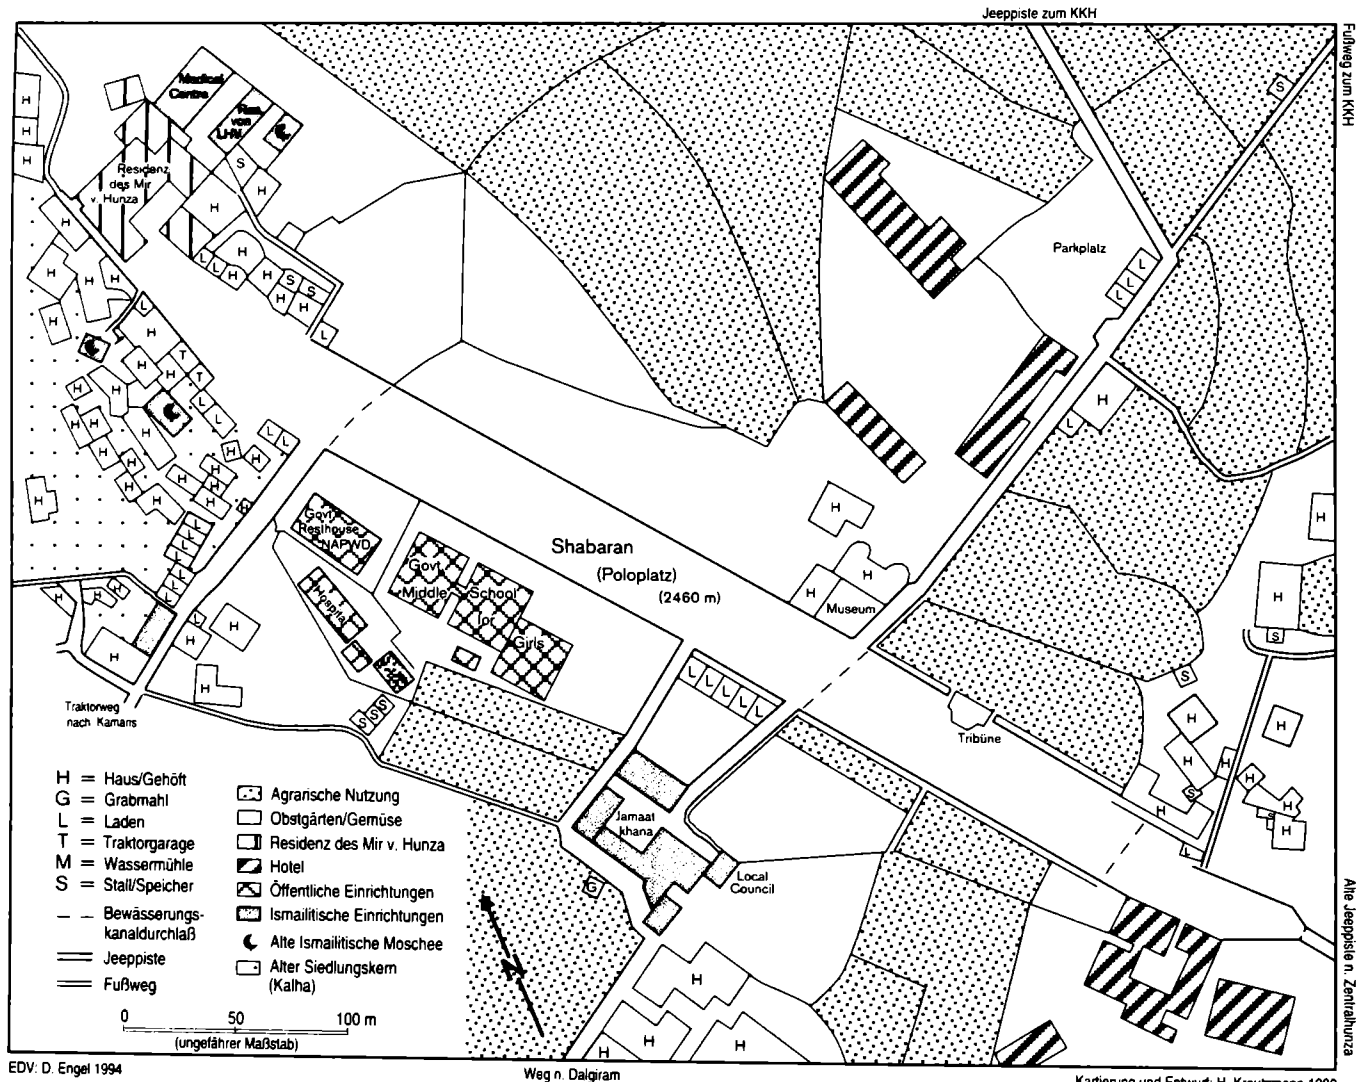 Jeeppiste zum KKH
Fußweg zum KKH
Medical
Centre
Res.
von
LHV
S
H
H
H
S
H
Residenz
des Mir
v. Hunza
H
H
H
L
L
H
H
H
S
S
H
H
L
H
H
H
H
L
H
T
T
H
H
L
L
H
H
H
H
H
H
H
H
H
L
L
H
H
H
H
H
H
H
H
L
L
L
L
L
L
H
H
H
L
H
H
H
H
Parkplatz
L
L
L
H
L
H
H
H
Museum
Shabaran
(Poloplatz)
(2460 m)
Govt.
Resthouse
NAPWD
Govt.
Middle
School
for
Girls
Hospital
S
S
S
L
L
L
L
L
Tribüne
H
H
S
S
H
H
H
H
H
S
H
H
H
L
Traktorweg
nach Kamaris
Jamaat
khana
Local
Council
G
H
H
H
H
H
H = Haus/Gehöft
G = Grabmahl
L = Laden
T = Traktorgarage
M = Wassermühle
S = Stall/Speicher
Bewässerungs-
kanaldurchlaß
Jeeppiste
Fußweg
Agrarische Nutzung
Obstgärten/Gemüse
Residenz des Mir v. Hunza
Hotel
Öffentliche Einrichtungen
Ismailitische Einrichtungen
Alte Ismailitische Moschee
Alter Siedlungskern
(Kalha)
0 50 100 m
(ungefährer Maßstab)
N
Alte Jeeppiste n. Zentralhunza
EDV: D. Engel 1994
Weg n. Dalgiram
Kartierung und Entwurf: H. Kreutzmann